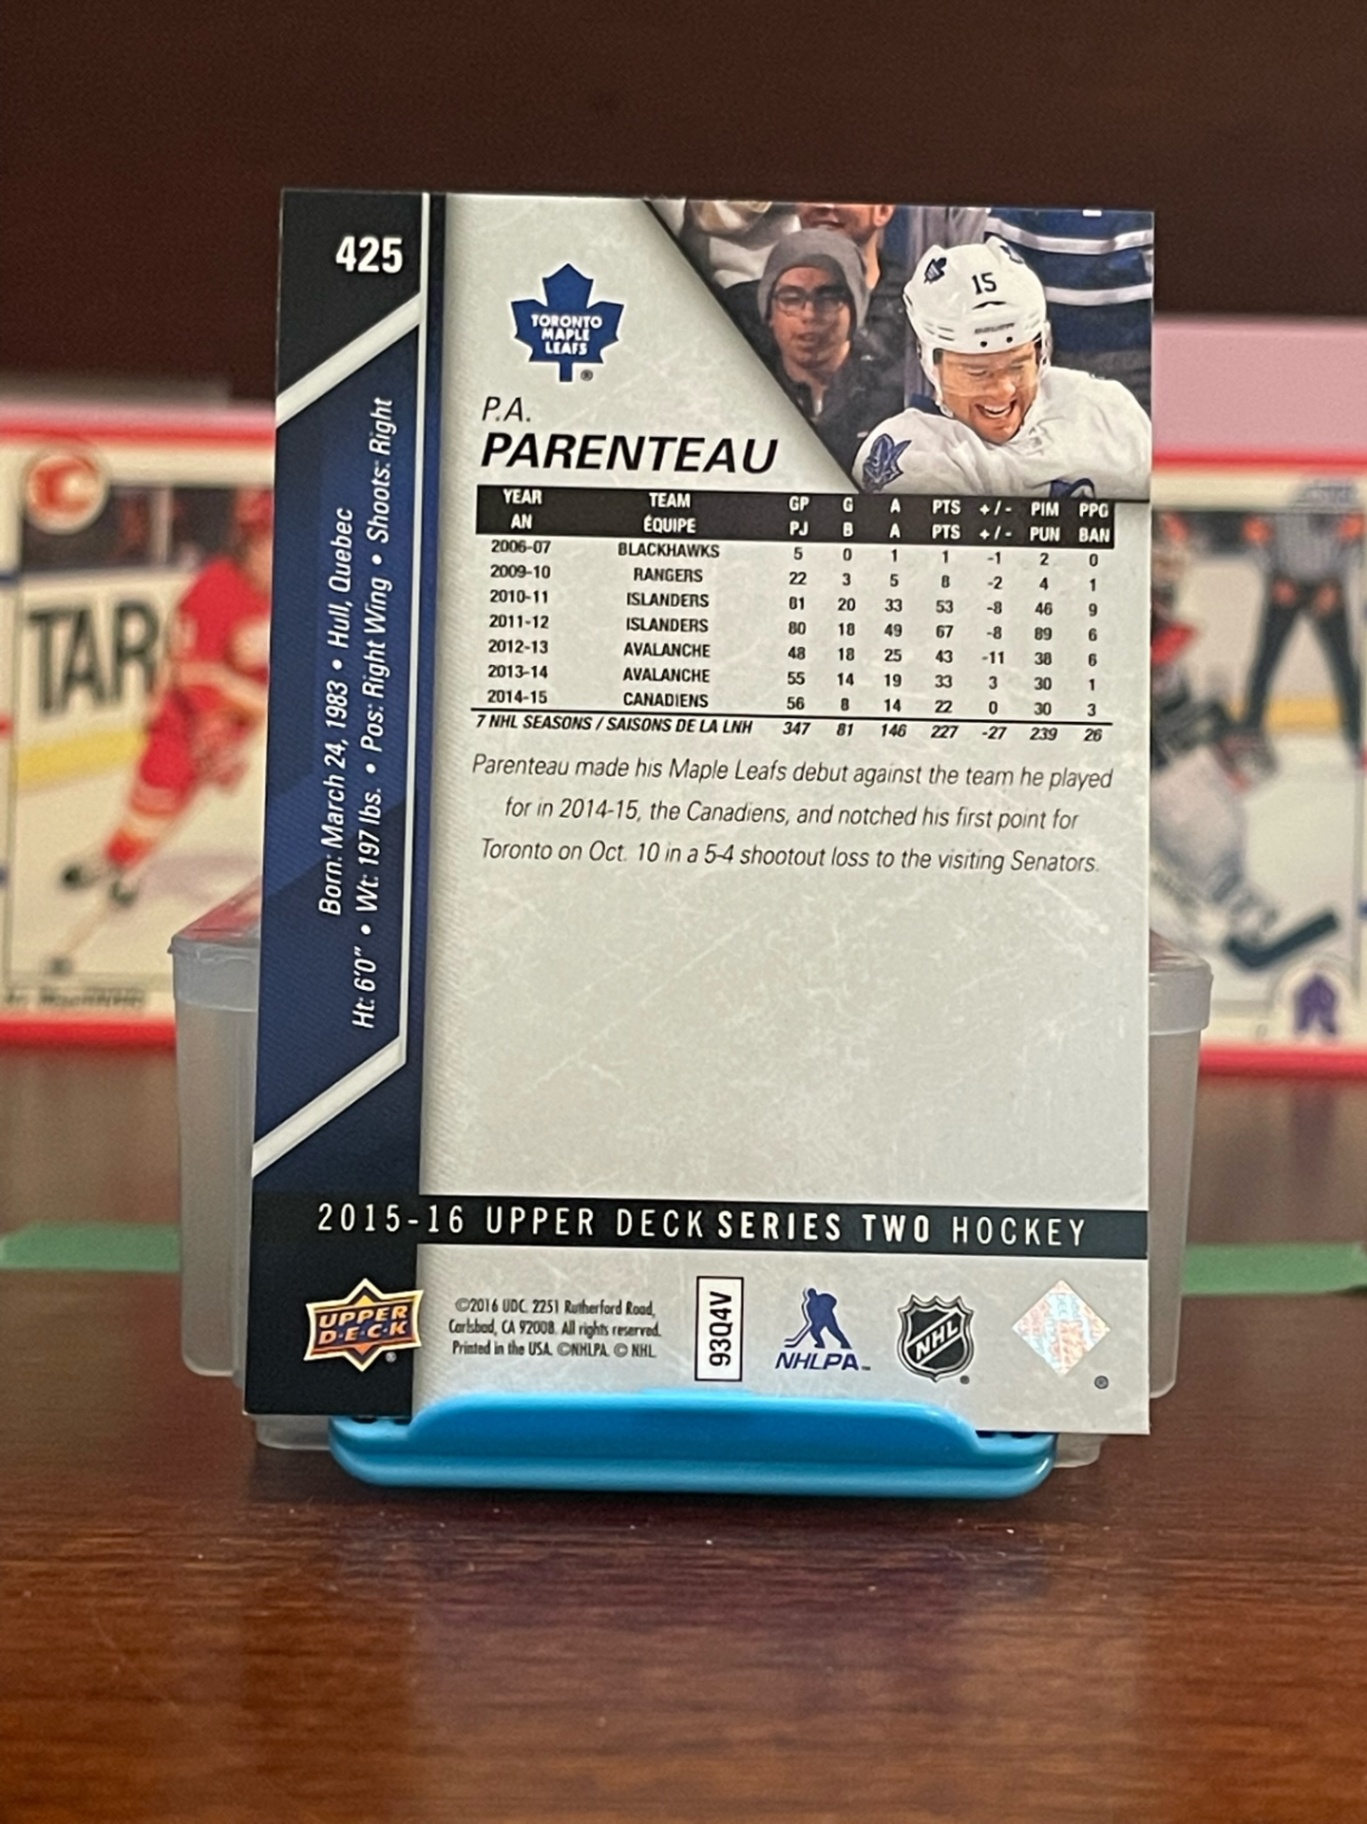 425
TORONTO
MAPLE
LEAFS
®
15
BAUER
P.A.
PARENTEAU
Born: March 24, 1983 • Hull, Quebec
Ht: 6'0" • Wt: 197 lbs. • Pos: Right Wing • Shoots: Right
YEAR TEAM GP G A PTS +/- PIM PPG
AN ÉQUIPE PJ B A PTS +/- PUN BAN
2006-07 BLACKHAWKS 5 0 1 1 -1 2 0
2009-10 RANGERS 22 3 5 8 -2 4 1
2010-11 ISLANDERS 81 20 33 53 -8 46 9
2011-12 ISLANDERS 80 18 49 67 -8 89 6
2012-13 AVALANCHE 48 18 25 43 -11 38 6
2013-14 AVALANCHE 55 14 19 33 3 30 1
2014-15 CANADIENS 56 8 14 22 0 30 3
7 NHL SEASONS / SAISONS DE LA LNH 347 81 146 227 -27 239 26
Parenteau made his Maple Leafs debut against the team he played
for in 2014-15, the Canadiens, and notched his first point for
Toronto on Oct. 10 in a 5-4 shootout loss to the visiting Senators.
TAR
2015-16 UPPER DECK SERIES TWO HOCKEY
UPPER
D·E·C·K
®
©2016 UDC. 2251 Rutherford Road,
Carlsbad, CA 92008. All rights reserved.
Printed in the USA. ©NHLPA. © NHL.
93Q4V
NHLPA™
NHL
®
®